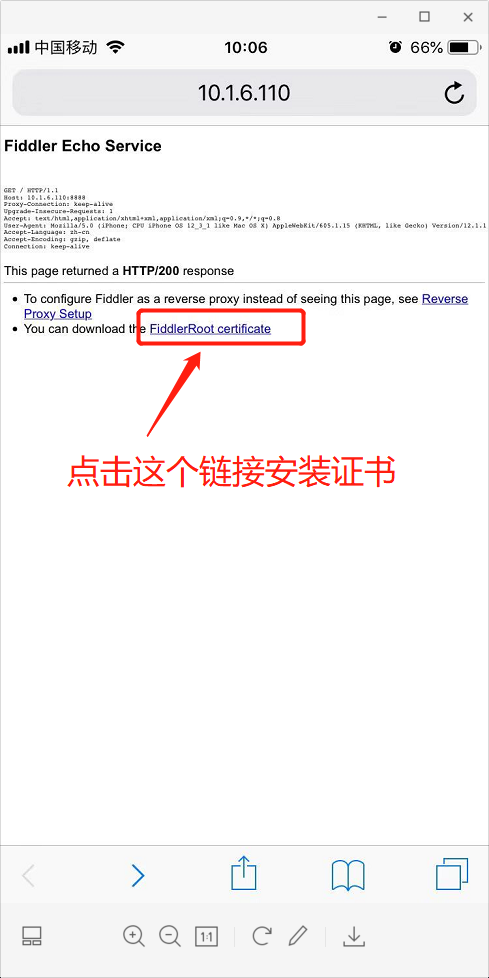 中国移动
10:06
66%
10.1.6.110
Fiddler Echo Service
GET / HTTP/1.1
Host: 10.1.6.110:8888
Proxy-Connection: keep-alive
Upgrade-Insecure-Requests: 1
Accept: text/html,application/xhtml+xml,application/xml;q=0.9,*/*;q=0.8
User-Agent: Mozilla/5.0 (iPhone; CPU iPhone OS 12_3_1 like Mac OS X) AppleWebKit/605.1.15 (KHTML, like Gecko) Version/12.1.1
Accept-Language: zh-cn
Accept-Encoding: gzip, deflate
Connection: keep-alive
This page returned a HTTP/200 response
To configure Fiddler as a reverse proxy instead of seeing this page, see Reverse
Proxy Setup
You can download the FiddlerRoot certificate
点击这个链接安装证书
1:1